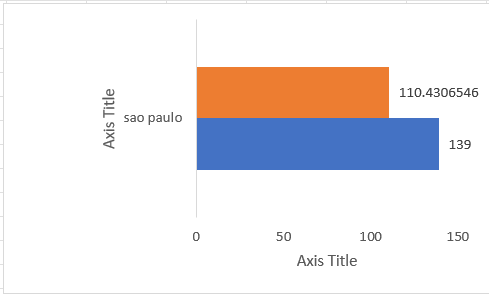 Axis Title
sao paulo
110.4306546
139
0 50 100 150
Axis Title